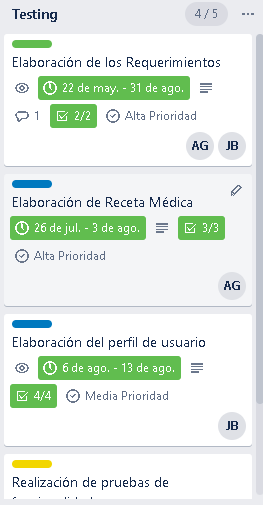 Testing 4 / 5
Elaboración de los Requerimientos
22 de may. - 31 de ago.
1 2/2 Alta Prioridad
AG JB
Elaboración de Receta Médica
26 de jul. - 3 de ago. 3/3
Alta Prioridad
AG
Elaboración del perfil de usuario
6 de ago. - 13 de ago.
4/4 Media Prioridad
JB
Realización de pruebas de